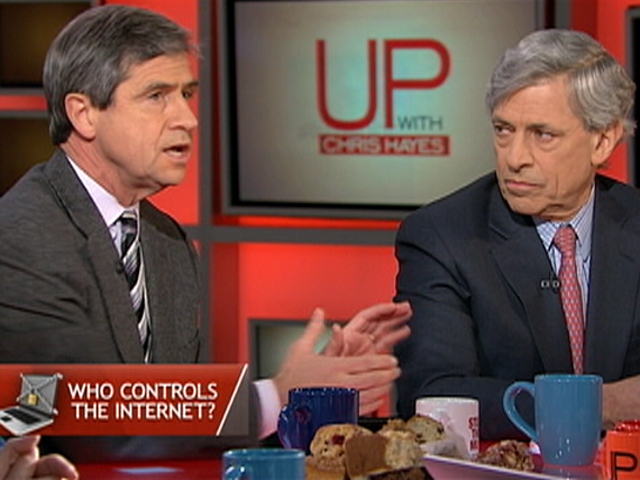 UP
WITH
CHRIS HAYES
WHO CONTROLS
THE INTERNET?
P